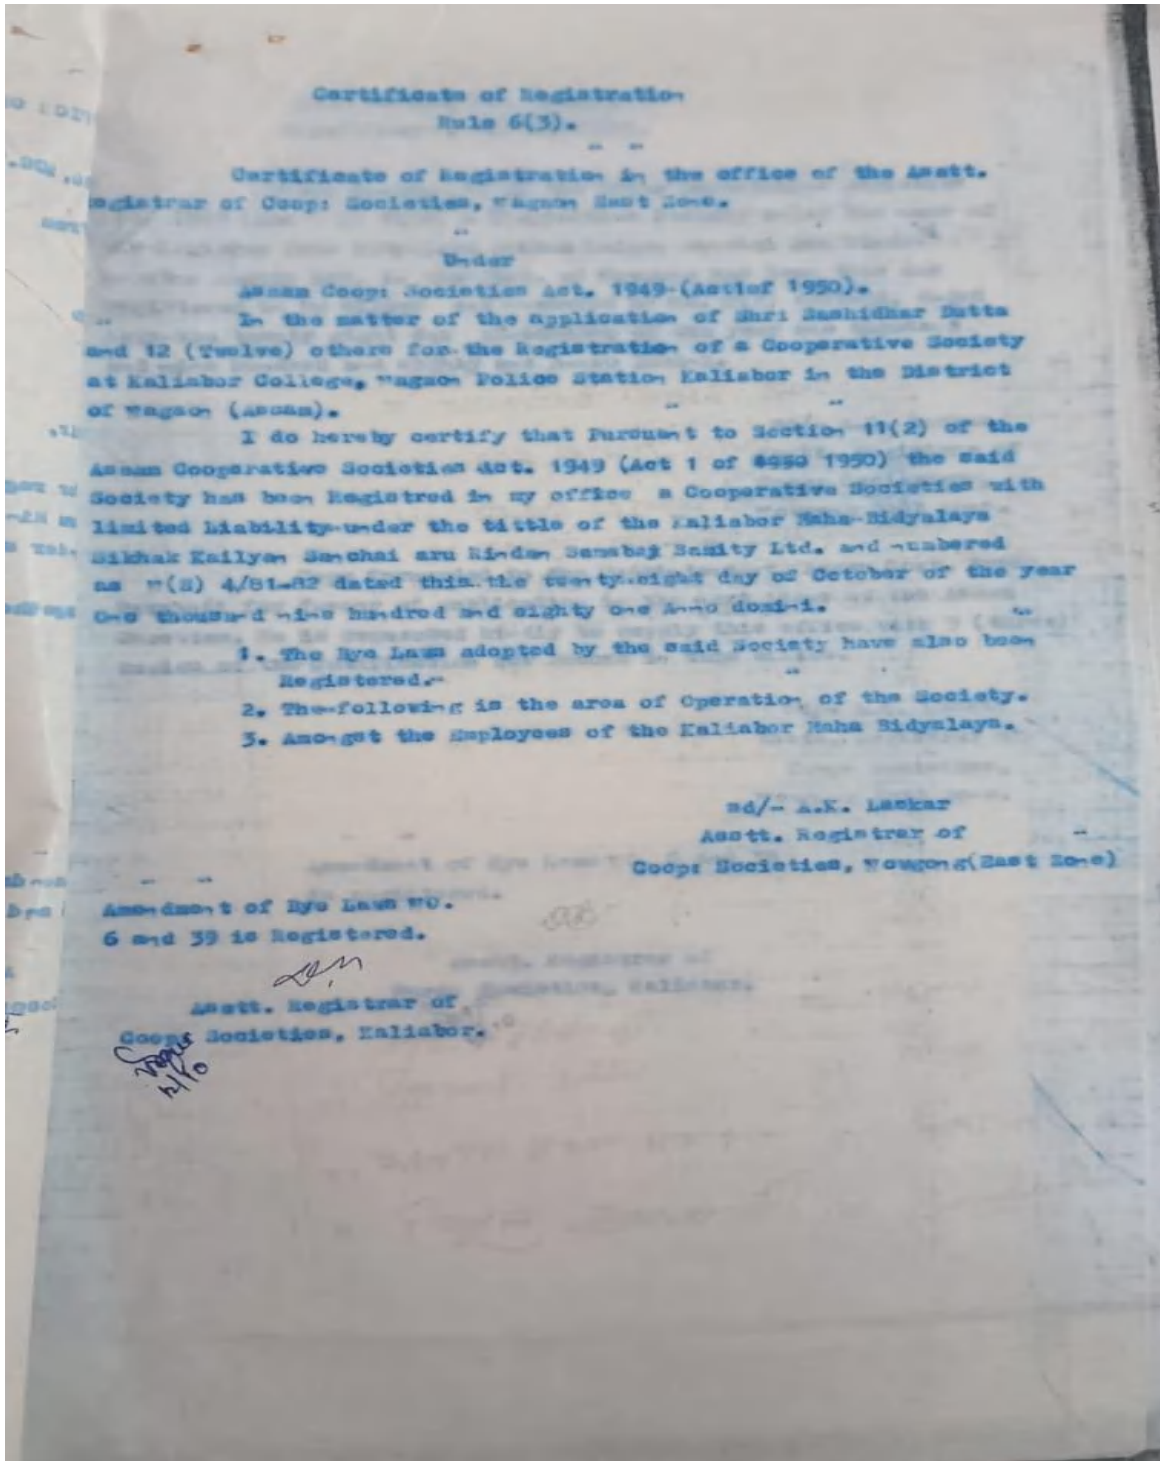 Certificate of Registration
Rule 6(3).
Certificate of Registration in the office of the Asstt.
Registrar of Coop: Societies, Nagaon East Zone.
Under
Assam Coop: Societies Act. 1949 (Act1of 1950).
In the matter of the application of Shri Sashidhar Dutta
and 12 (Twelve) others for the Registration of a Cooperative Society
at Kaliabor College, Nagaon Police Station Kaliabor in the District
of Nagaon (Assam).
I do hereby certify that Pursuant to Section 11(2) of the
Assam Cooperative Societies Act. 1949 (Act 1 of 1950) the said
Society has been Registred in my office a Cooperative Societies with
limited Liability under the tittle of the Kaliabor Maha-Bidyalaya
Sikhak Kailyan Sanchai aru Rindan Samabaj Samity Ltd. and numbered
as N(E) 4/81-82 dated this the twenty eight day of October of the year
One thousand nine hundred and eighty one Anno domini.
1. The Bye Laws adopted by the said Society have also been
Registered.
2. The following is the area of Operation of the Society.
3. Amongst the Employees of the Kaliabor Maha Bidyalaya.
Sd/- A.K. Laskar
Asstt. Registrar of
Coop: Societies, Nowgong(East Zone)
Amendment of Bye Laws NO.
6 and 39 is Registered.
Asstt. Registrar of
Coop: Societies, Kaliabor.